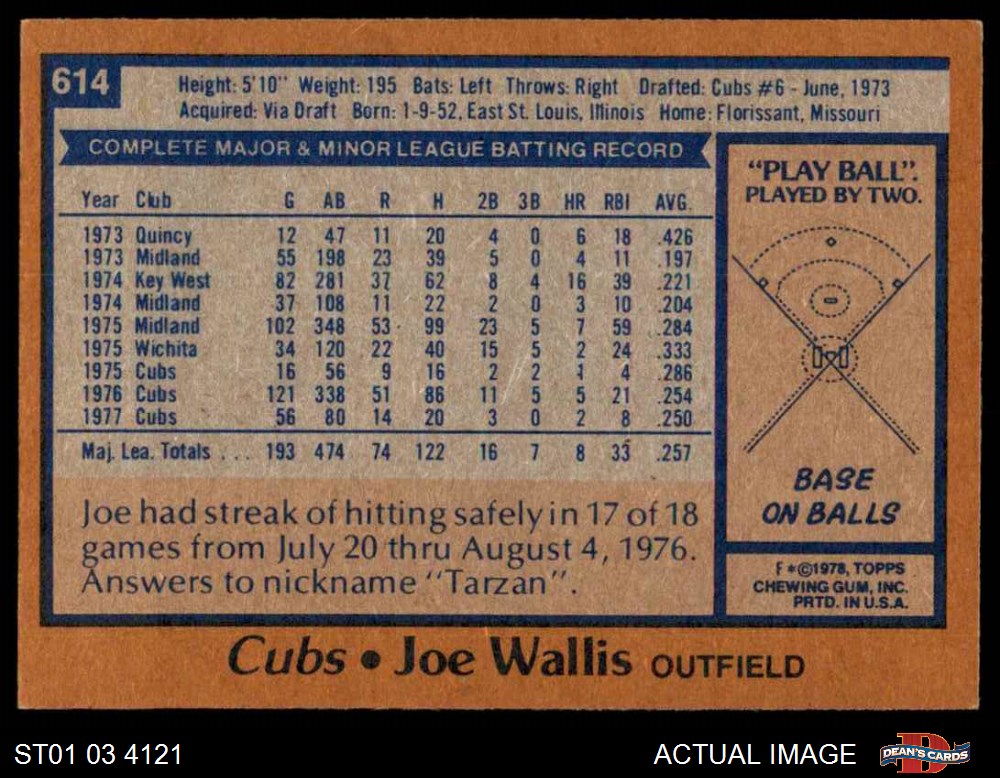 614
Height: 5'10" Weight: 195 Bats: Left Throws: Right Drafted: Cubs #6 - June, 1973
Acquired: Via Draft Born: 1-9-52, East St. Louis, Illinois Home: Florissant, Missouri
COMPLETE MAJOR & MINOR LEAGUE BATTING RECORD
Year Club G AB R H 2B 3B HR RBI AVG.
1973 Quincy 12 47 11 20 4 0 6 18 .426
1973 Midland 55 198 23 39 5 0 4 11 .197
1974 Key West 82 281 37 62 8 4 16 39 .221
1974 Midland 37 108 11 22 2 0 3 10 .204
1975 Midland 102 348 53 99 23 5 7 59 .284
1975 Wichita 34 120 22 40 15 5 2 24 .333
1975 Cubs 16 56 9 16 2 2 1 4 .286
1976 Cubs 121 338 51 86 11 5 5 21 .254
1977 Cubs 56 80 14 20 3 0 2 8 .250
Maj. Lea. Totals . . . 193 474 74 122 16 7 8 33 .257
Joe had streak of hitting safely in 17 of 18
games from July 20 thru August 4, 1976.
Answers to nickname "Tarzan".
"PLAY BALL".
PLAYED BY TWO.
BASE
ON BALLS
F*©1978, TOPPS
CHEWING GUM, INC.
PRTD. IN U.S.A.
Cubs • Joe Wallis OUTFIELD
ST01 03 4121
ACTUAL IMAGE
DEAN'S CARDS